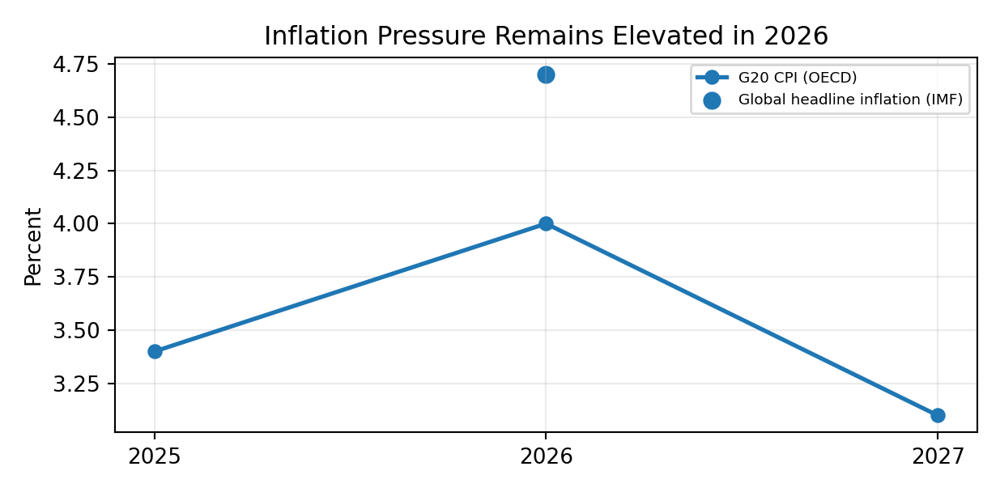 Inflation Pressure Remains Elevated in 2026
4.75
4.50
4.25
4.00
3.75
3.50
3.25
Percent
G20 CPI (OECD)
Global headline inflation (IMF)
2025 2026 2027